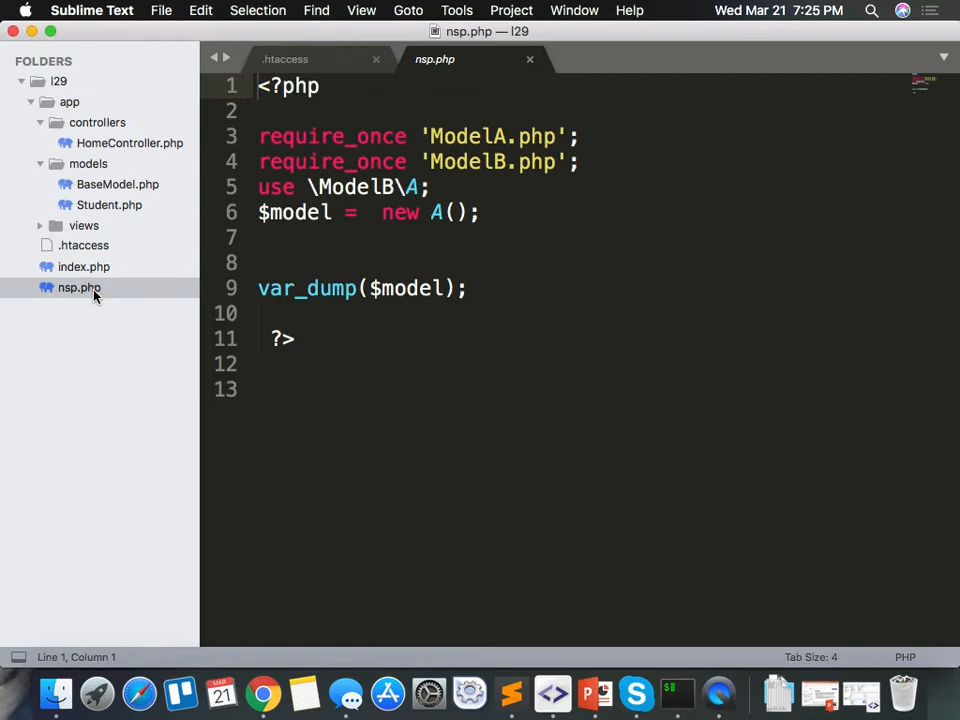 Sublime Text File Edit Selection Find View Goto Tools Project Window Help Wed Mar 21 7:25 PM
nsp.php — l29
FOLDERS
l29
app
controllers
HomeController.php
models
BaseModel.php
Student.php
views
.htaccess
index.php
nsp.php
.htaccess × nsp.php ×
1 <?php
2
3 require_once 'ModelA.php';
4 require_once 'ModelB.php';
5 use \ModelB\A;
6 $model =  new A();
7
8
9 var_dump($model);
10
11  ?>
12
13
Line 1, Column 1 Tab Size: 4 PHP
21